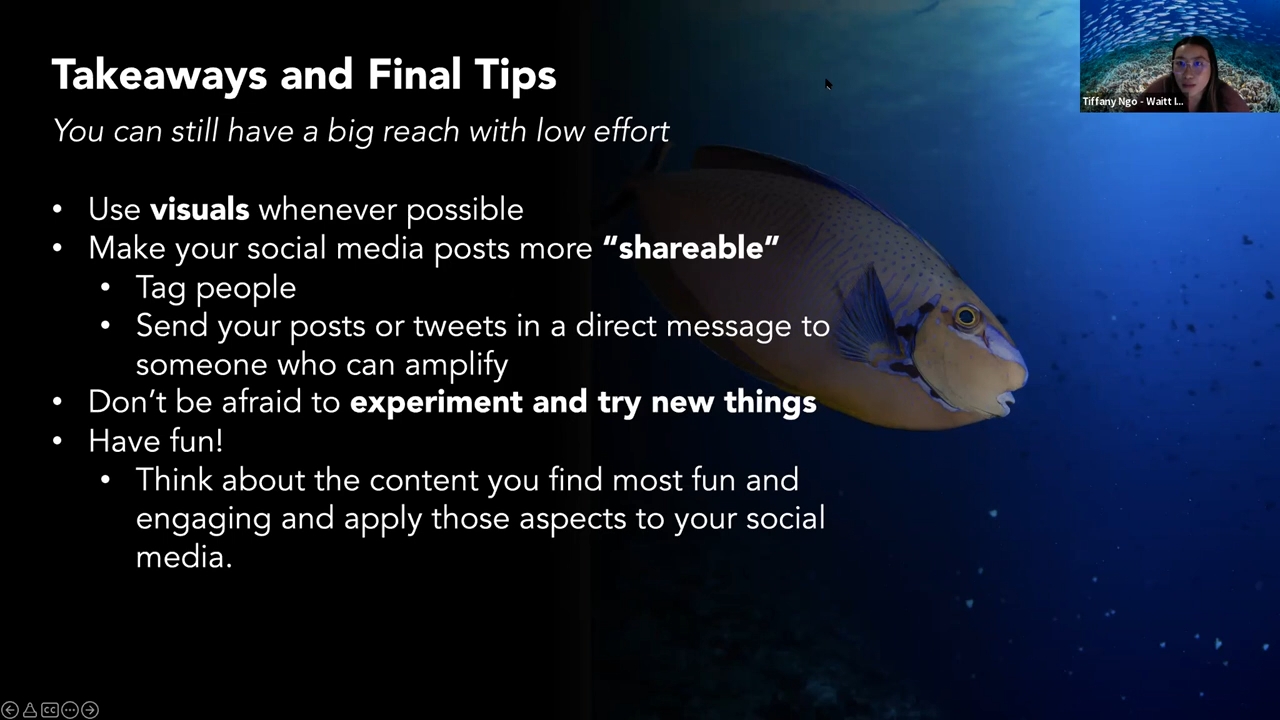 Takeaways and Final Tips
You can still have a big reach with low effort
• Use visuals whenever possible
• Make your social media posts more “shareable”
• Tag people
• Send your posts or tweets in a direct message to
someone who can amplify
• Don’t be afraid to experiment and try new things
• Have fun!
• Think about the content you find most fun and
engaging and apply those aspects to your social
media.
Tiffany Ngo - Waitt I...
CC